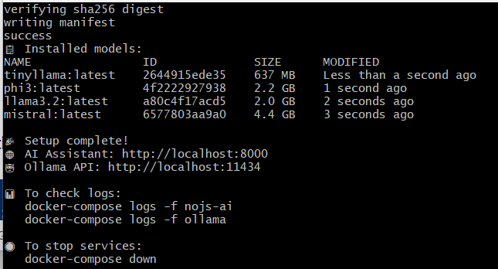 verifying sha256 digest
writing manifest
success
📋 Installed models:
NAME ID SIZE MODIFIED
tinyllama:latest 2644915ede35 637 MB Less than a second ago
phi3:latest 4f2222927938 2.2 GB 1 second ago
llama3.2:latest a80c4f17acd5 2.0 GB 2 seconds ago
mistral:latest 6577803aa9a0 4.4 GB 3 seconds ago
🎉 Setup complete!
🌐 AI Assistant: http://localhost:8000
🤖 Ollama API: http://localhost:11434
📊 To check logs:
docker-compose logs -f nojs-ai
docker-compose logs -f ollama
🛑 To stop services:
docker-compose down